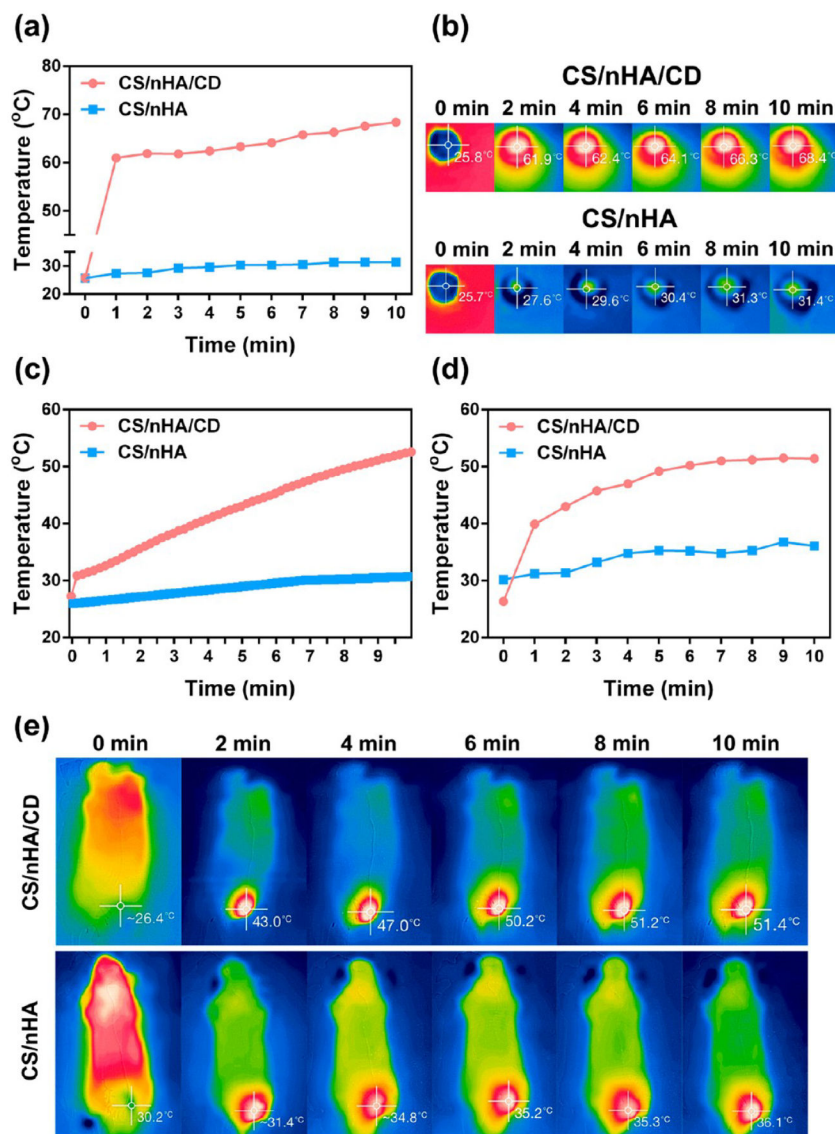 (a)
Temperature (°C)
80
70
60
50
30
20
CS/nHA/CD
CS/nHA
0 1 2 3 4 5 6 7 8 9 10
Time (min)
(b)
CS/nHA/CD
0 min 2 min 4 min 6 min 8 min 10 min
25.8°C 61.9°C 62.4°C 64.1°C 66.3°C 68.4°C
CS/nHA
0 min 2 min 4 min 6 min 8 min 10 min
25.7°C 27.6°C 29.6°C 30.4°C 31.3°C 31.4°C
(c)
Temperature (°C)
60
50
40
30
20
CS/nHA/CD
CS/nHA
0 1 2 3 4 5 6 7 8 9
Time (min)
(d)
Temperature (°C)
60
50
40
30
20
CS/nHA/CD
CS/nHA
0 1 2 3 4 5 6 7 8 9 10
Time (min)
(e)
0 min 2 min 4 min 6 min 8 min 10 min
CS/nHA/CD
~26.4°C 43.0°C 47.0°C 50.2°C 51.2°C 51.4°C
CS/nHA
30.2°C ~31.4°C ~34.8°C 35.2°C 35.3°C 36.1°C